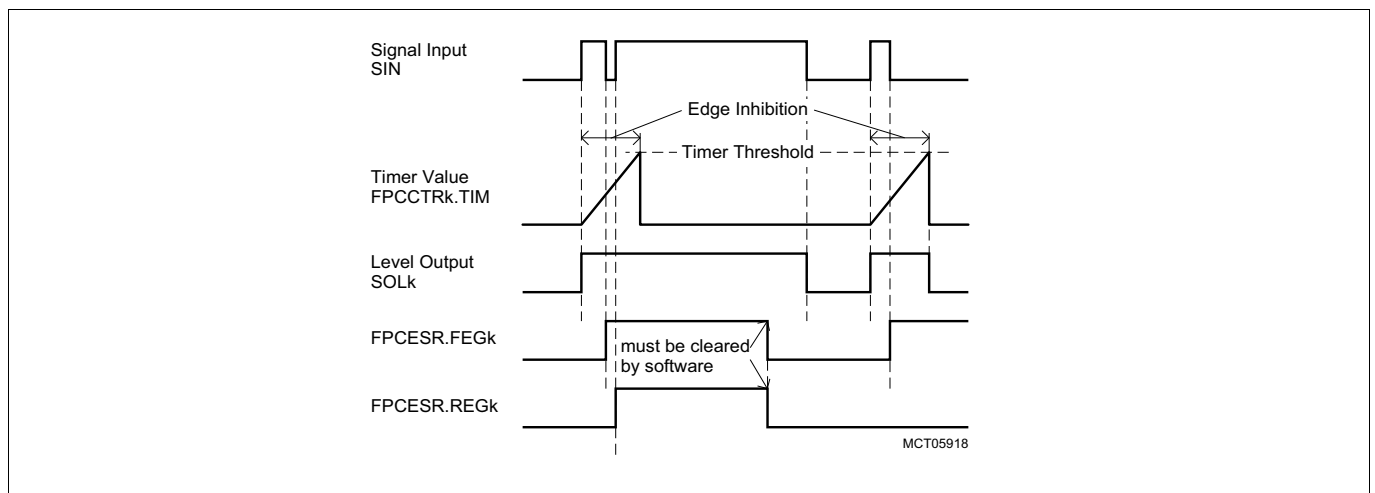 Signal Input
SIN
Edge Inhibition
Timer Threshold
Timer Value
FPCCTRk.TIM
Level Output
SOLk
FPCESR.FEGk
must be cleared
by software
FPCESR.REGk
MCT05918